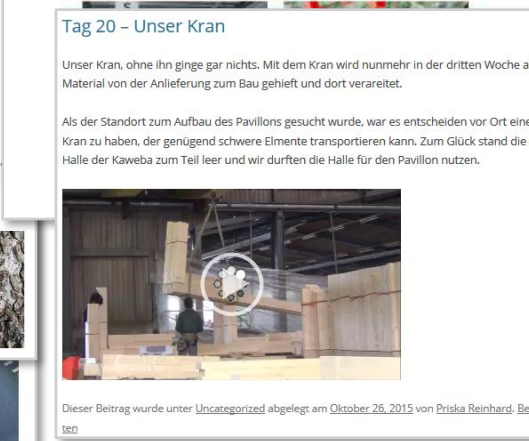 Tag 20 – Unser Kran
Unser Kran, ohne ihn ginge gar nichts. Mit dem Kran wird nunmehr in der dritten Woche a
Material von der Anlieferung zum Bau gehieft und dort verareitet.
Als der Standort zum Aufbau des Pavillons gesucht wurde, war es entscheiden vor Ort eine
Kran zu haben, der genügend schwere Elmente transportieren kann. Zum Glück stand die
Halle der Kaweba zum Teil leer und wir durften die Halle für den Pavillon nutzen.
Dieser Beitrag wurde unter Uncategorized abgelegt am Oktober 26, 2015 von Priska Reinhard. Be
ten